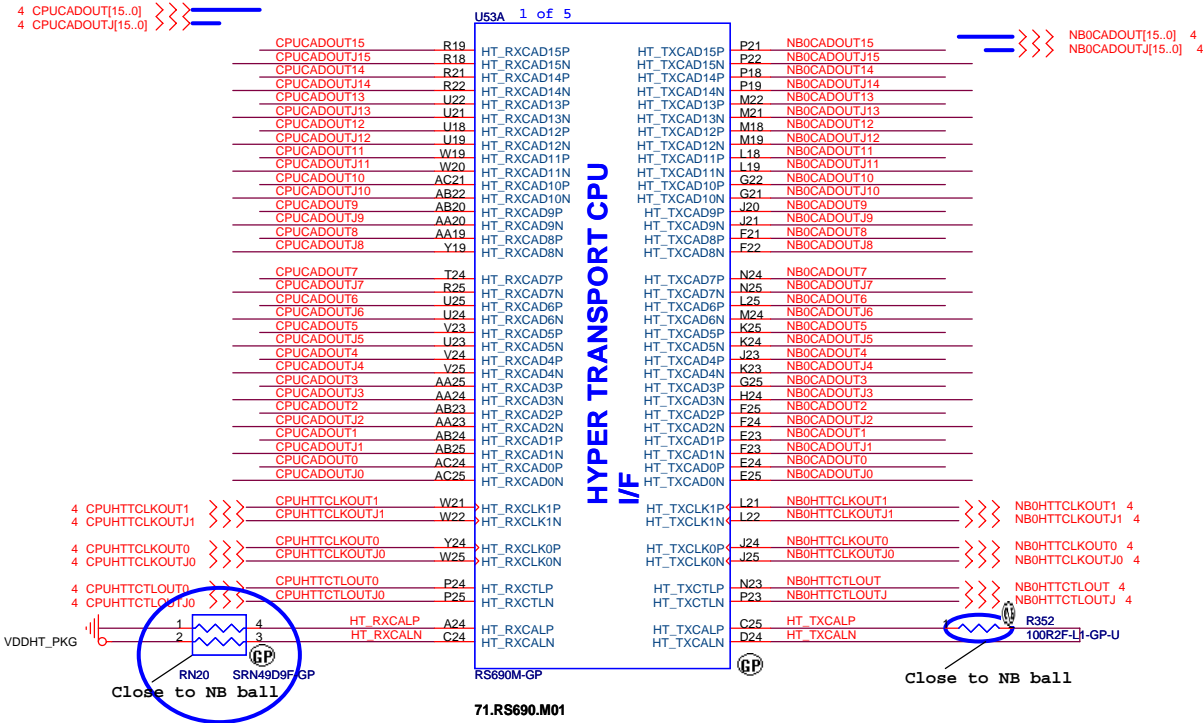 4 CPUCADOUT[15..0]
4 CPUCADOUTJ[15..0]
U53A 1 of 5
NB0CADOUT[15..0] 4
NB0CADOUTJ[15..0] 4
CPUCADOUT15 R19 HT_RXCAD15P HT_TXCAD15P P21 NB0CADOUT15
CPUCADOUTJ15 R18 HT_RXCAD15N HT_TXCAD15N P22 NB0CADOUTJ15
CPUCADOUT14 R21 HT_RXCAD14P HT_TXCAD14P P18 NB0CADOUT14
CPUCADOUTJ14 R22 HT_RXCAD14N HT_TXCAD14N P19 NB0CADOUTJ14
CPUCADOUT13 U22 HT_RXCAD13P HT_TXCAD13P M22 NB0CADOUT13
CPUCADOUTJ13 U21 HT_RXCAD13N HT_TXCAD13N M21 NB0CADOUTJ13
CPUCADOUT12 U18 HT_RXCAD12P HT_TXCAD12P M18 NB0CADOUT12
CPUCADOUTJ12 U19 HT_RXCAD12N HT_TXCAD12N M19 NB0CADOUTJ12
CPUCADOUT11 W19 HT_RXCAD11P HT_TXCAD11P L18 NB0CADOUT11
CPUCADOUTJ11 W20 HT_RXCAD11N HT_TXCAD11N L19 NB0CADOUTJ11
CPUCADOUT10 AC21 HT_RXCAD10P HT_TXCAD10P G22 NB0CADOUT10
CPUCADOUTJ10 AB22 HT_RXCAD10N HT_TXCAD10N G21 NB0CADOUTJ10
CPUCADOUT9 AB20 HT_RXCAD9P HT_TXCAD9P J20 NB0CADOUT9
CPUCADOUTJ9 AA20 HT_RXCAD9N HT_TXCAD9N J21 NB0CADOUTJ9
CPUCADOUT8 AA19 HT_RXCAD8P HT_TXCAD8P F21 NB0CADOUT8
CPUCADOUTJ8 Y19 HT_RXCAD8N HT_TXCAD8N F22 NB0CADOUTJ8
CPUCADOUT7 T24 HT_RXCAD7P HT_TXCAD7P N24 NB0CADOUT7
CPUCADOUTJ7 R25 HT_RXCAD7N HT_TXCAD7N N25 NB0CADOUTJ7
CPUCADOUT6 U25 HT_RXCAD6P HT_TXCAD6P L25 NB0CADOUT6
CPUCADOUTJ6 U24 HT_RXCAD6N HT_TXCAD6N M24 NB0CADOUTJ6
CPUCADOUT5 V23 HT_RXCAD5P HT_TXCAD5P K25 NB0CADOUT5
CPUCADOUTJ5 U23 HT_RXCAD5N HT_TXCAD5N K24 NB0CADOUTJ5
CPUCADOUT4 V24 HT_RXCAD4P HT_TXCAD4P J23 NB0CADOUT4
CPUCADOUTJ4 V25 HT_RXCAD4N HT_TXCAD4N K23 NB0CADOUTJ4
CPUCADOUT3 AA25 HT_RXCAD3P HT_TXCAD3P G25 NB0CADOUT3
CPUCADOUTJ3 AA24 HT_RXCAD3N HT_TXCAD3N H24 NB0CADOUTJ3
CPUCADOUT2 AB23 HT_RXCAD2P HT_TXCAD2P F25 NB0CADOUT2
CPUCADOUTJ2 AA23 HT_RXCAD2N HT_TXCAD2N F24 NB0CADOUTJ2
CPUCADOUT1 AB24 HT_RXCAD1P HT_TXCAD1P E23 NB0CADOUT1
CPUCADOUTJ1 AB25 HT_RXCAD1N HT_TXCAD1N F23 NB0CADOUTJ1
CPUCADOUT0 AC24 HT_RXCAD0P HT_TXCAD0P E24 NB0CADOUT0
CPUCADOUTJ0 AC25 HT_RXCAD0N HT_TXCAD0N E25 NB0CADOUTJ0
HYPER TRANSPORT CPU
I/F
4 CPUHTTCLKOUT1 CPUHTTCLKOUT1 W21 HT_RXCLK1P HT_TXCLK1P L21 NB0HTTCLKOUT1 NB0HTTCLKOUT1 4
4 CPUHTTCLKOUTJ1 CPUHTTCLKOUTJ1 W22 HT_RXCLK1N HT_TXCLK1N L22 NB0HTTCLKOUTJ1 NB0HTTCLKOUTJ1 4
4 CPUHTTCLKOUT0 CPUHTTCLKOUT0 Y24 HT_RXCLK0P HT_TXCLK0P J24 NB0HTTCLKOUT0 NB0HTTCLKOUT0 4
4 CPUHTTCLKOUTJ0 CPUHTTCLKOUTJ0 W25 HT_RXCLK0N HT_TXCLK0N J25 NB0HTTCLKOUTJ0 NB0HTTCLKOUTJ0 4
4 CPUHTTCTLOUT0 CPUHTTCTLOUT0 P24 HT_RXCTLP HT_TXCTLP N23 NB0HTTCTLOUT NB0HTTCTLOUT 4
4 CPUHTTCTLOUTJ0 CPUHTTCTLOUTJ0 P25 HT_RXCTLN HT_TXCTLN P23 NB0HTTCTLOUTJ NB0HTTCTLOUTJ 4
1 4 HT_RXCALP A24 HT_RXCALP HT_TXCALP C25 HT_TXCALP 1 2 R352
VDDHT_PKG 2 3 HT_RXCALN C24 HT_RXCALN HT_TXCALN D24 HT_TXCALN 100R2F-L1-GP-U
GP GP GP
RN20 SRN49D9F-GP RS690M-GP
Close to NB ball
Close to NB ball
71.RS690.M01